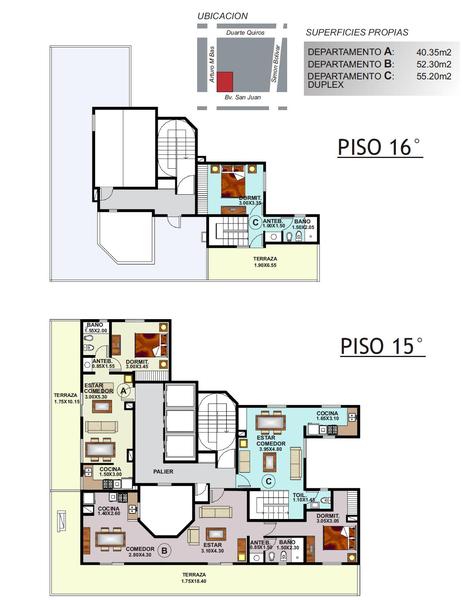 UBICACION
Duarte Quiros
Arturo M Bas
Simon Bolivar
Bv. San Juan
SUPERFICIES PROPIAS
DEPARTAMENTO A: 40.35m2
DEPARTAMENTO B: 52.30m2
DEPARTAMENTO C: 55.20m2
DUPLEX
PISO 16°
DORMIT.
3.00X3.35
ANTEB.
1.00X1.50
BAÑO
1.50X2.05
C
TERRAZA
1.90X6.55
PISO 15°
BAÑO
1.55X2.00
ANTEB.
0.85X1.55
DORMIT.
3.00X3.45
TERRAZA
1.75X10.15
ESTAR
COMEDOR
3.00X5.30
A
COCINA
1.50X3.00
PALIER
COCINA
1.65X3.10
ESTAR
COMEDOR
3.95X4.80
C
TOIL.
1.10X1.45
COCINA
1.40X2.60
COMEDOR
2.80X4.30
B
ESTAR
3.10X4.30
ANTEB.
0.85X1.50
BAÑO
1.50X2.30
DORMIT.
3.05X3.05
TERRAZA
1.75X18.40